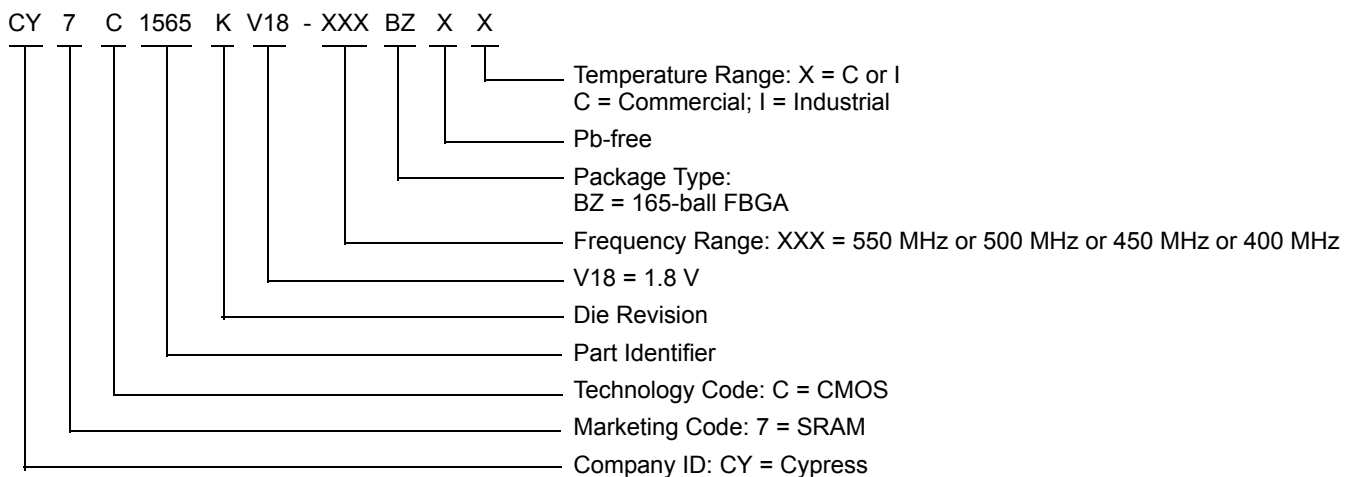 CY 7 C 1565 K V18 - XXX BZ X X
Temperature Range: X = C or I
C = Commercial; I = Industrial
Pb-free
Package Type:
BZ = 165-ball FBGA
Frequency Range: XXX = 550 MHz or 500 MHz or 450 MHz or 400 MHz
V18 = 1.8 V
Die Revision
Part Identifier
Technology Code: C = CMOS
Marketing Code: 7 = SRAM
Company ID: CY = Cypress